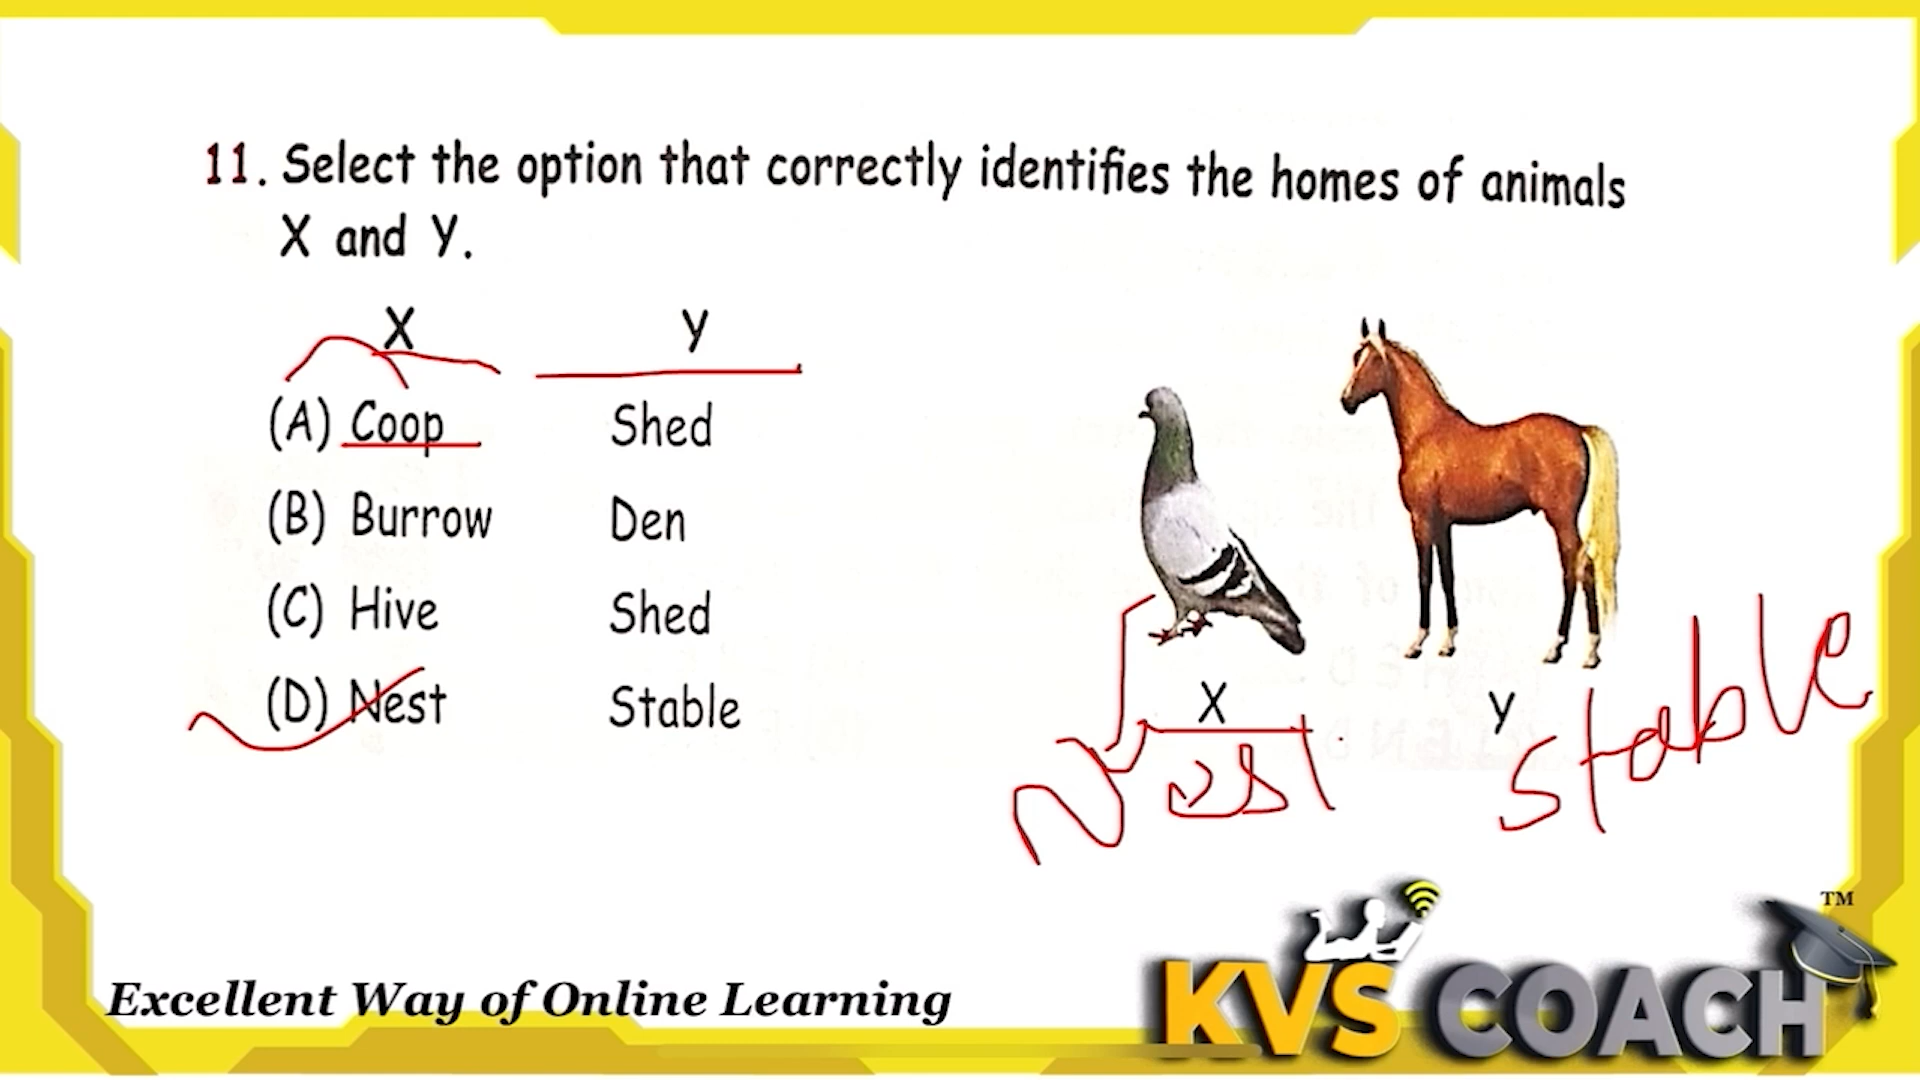 11. Select the option that correctly identifies the homes of animals
X and Y.
X Y
(A) Coop Shed
(B) Burrow Den
(C) Hive Shed
(D) Nest Stable
X Y
Nest Stable
Excellent Way of Online Learning
KVS COACH TM